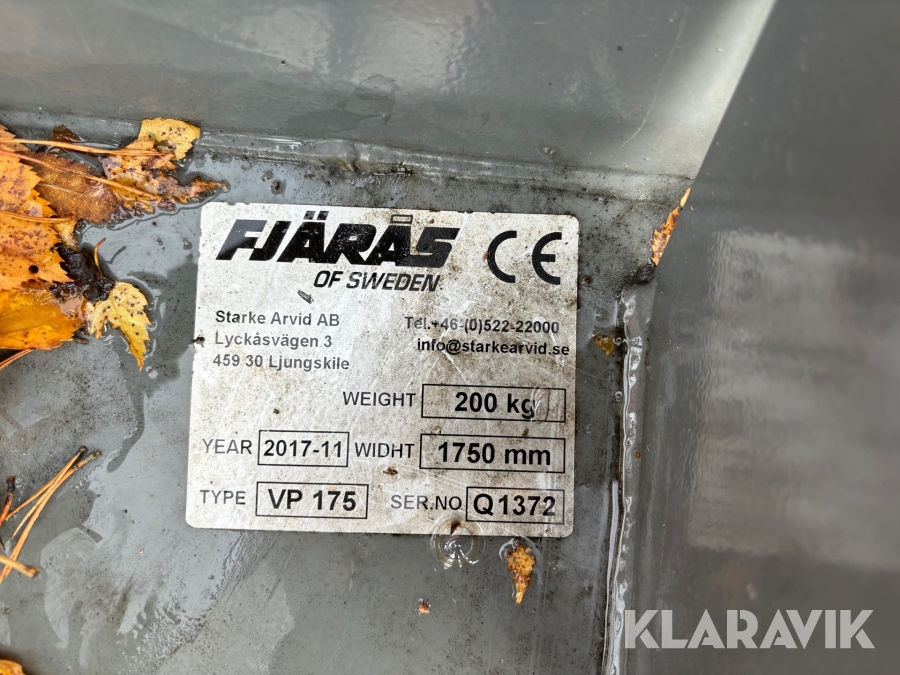 FJÄRÅS
OF SWEDEN
CE
Starke Arvid AB
Lyckåsvägen 3
459 30 Ljungskile
Tel.+46-(0)522-22000
info@starkearvid.se
WEIGHT 200 kg
YEAR 2017-11 WIDHT 1750 mm
TYPE VP 175 SER.NO Q1372
KLARAVIK